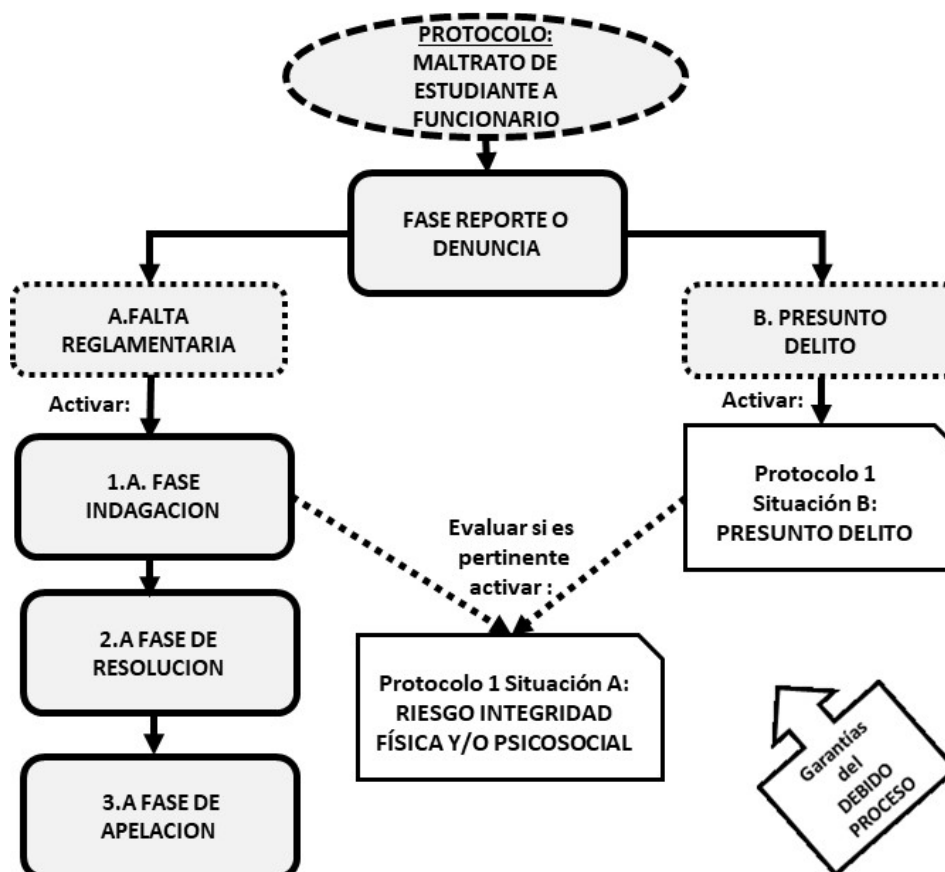 PROTOCOLO:
MALTRATO DE
ESTUDIANTE A
FUNCIONARIO
FASE REPORTE O
DENUNCIA
A.FALTA
REGLAMENTARIA
B. PRESUNTO
DELITO
Activar:
Activar:
1.A. FASE
INDAGACION
Protocolo 1
Situación B:
PRESUNTO DELITO
Evaluar si es
pertinente
activar :
2.A FASE DE
RESOLUCION
Protocolo 1 Situación A:
RIESGO INTEGRIDAD
FÍSICA Y/O PSICOSOCIAL
3.A FASE DE
APELACION
Garantías
del
DEBIDO
PROCESO